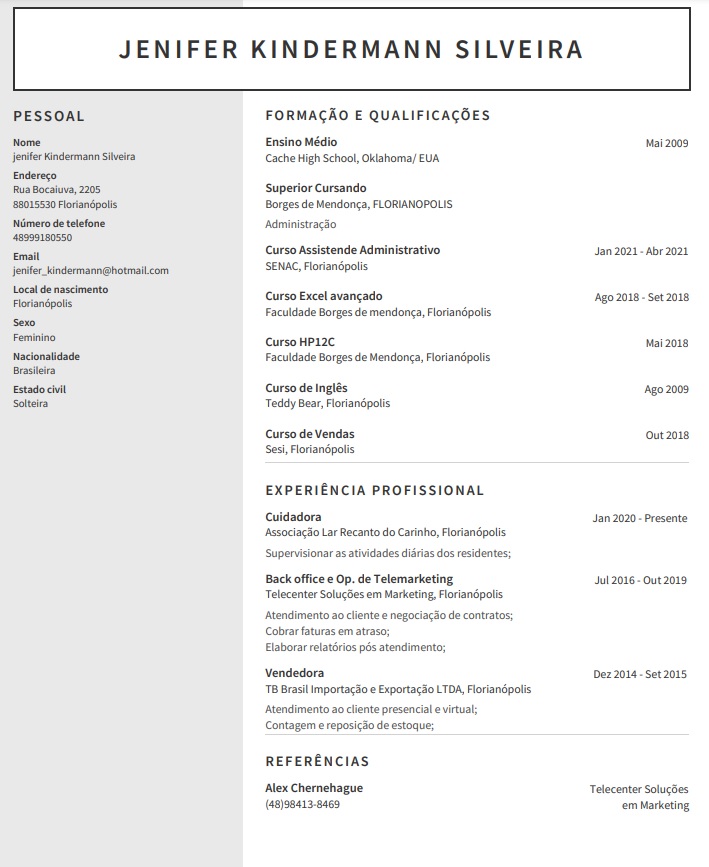 JENIFER KINDERMANN SILVEIRA
PESSOAL
Nome
jenifer Kindermann Silveira
Endereço
Rua Bocaiuva, 2205
88015530 Florianópolis
Número de telefone
48999180550
Email
jenifer_kindermann@hotmail.com
Local de nascimento
Florianópolis
Sexo
Feminino
Nacionalidade
Brasileira
Estado civil
Solteira
FORMAÇÃO E QUALIFICAÇÕES
Ensino Médio Mai 2009
Cache High School, Oklahoma/ EUA
Superior Cursando
Borges de Mendonça, FLORIANOPOLIS
Administração
Curso Assistende Administrativo Jan 2021 - Abr 2021
SENAC, Florianópolis
Curso Excel avançado Ago 2018 - Set 2018
Faculdade Borges de mendonça, Florianópolis
Curso HP12C Mai 2018
Faculdade Borges de Mendonça, Florianópolis
Curso de Inglês Ago 2009
Teddy Bear, Florianópolis
Curso de Vendas Out 2018
Sesi, Florianópolis
EXPERIÊNCIA PROFISSIONAL
Cuidadora Jan 2020 - Presente
Associação Lar Recanto do Carinho, Florianópolis
Supervisionar as atividades diárias dos residentes;
Back office e Op. de Telemarketing Jul 2016 - Out 2019
Telecenter Soluções em Marketing, Florianópolis
Atendimento ao cliente e negociação de contratos;
Cobrar faturas em atraso;
Elaborar relatórios pós atendimento;
Vendedora Dez 2014 - Set 2015
TB Brasil Importação e Exportação LTDA, Florianópolis
Atendimento ao cliente presencial e virtual;
Contagem e reposição de estoque;
REFERÊNCIAS
Alex Chernehague Telecenter Soluções
(48)98413-8469 em Marketing